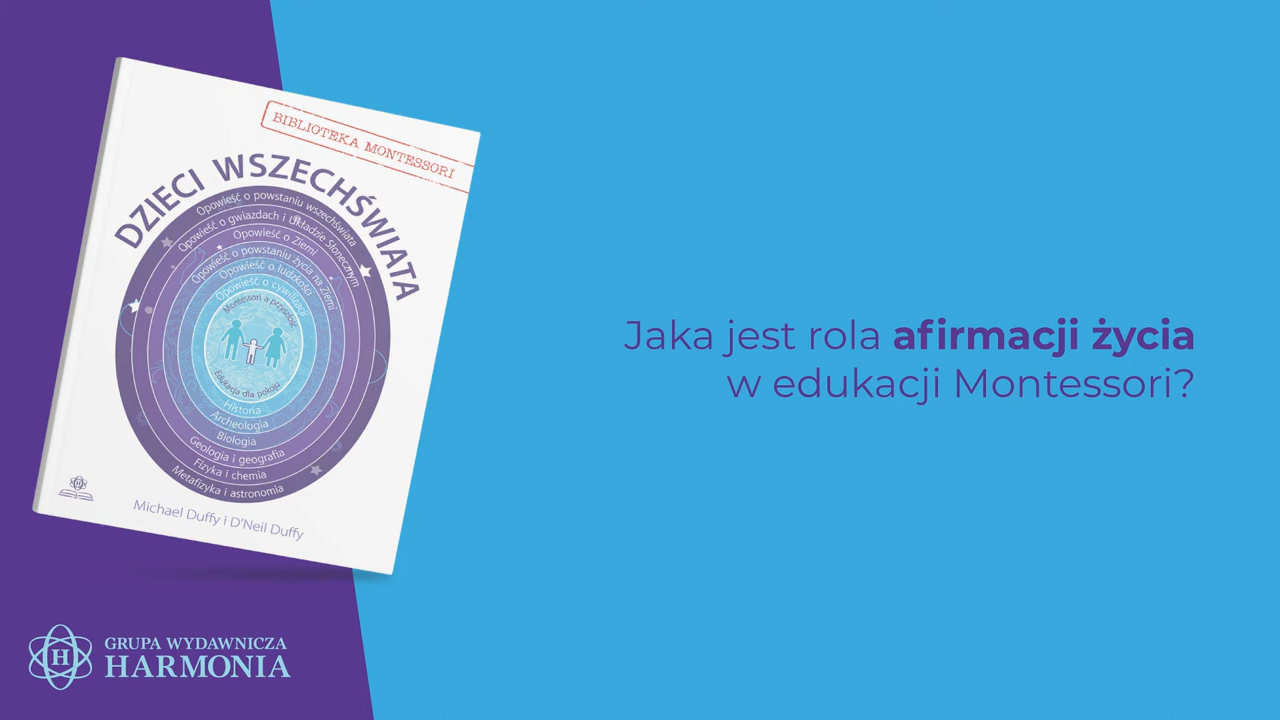 BIBLIOTEKA MONTESSORI
DZIECI WSZECHŚWIATA
Opowieść o powstaniu wszechświata
Opowieść o gwiazdach i Układzie Słonecznym
Opowieść o Ziemi
Opowieść o powstaniu życia na Ziemi
Opowieść o ludzkości
Opowieść o cywilizacji
Montessori a przyszłość
Edukacja dla pokoju
Historia
Archeologia
Biologia
Geologia i geografia
Fizyka i chemia
Metafizyka i astronomia
Michael Duffy i D'Neil Duffy
Jaka jest rola afirmacji życia
w edukacji Montessori?
H
GRUPA WYDAWNICZA
HARMONIA